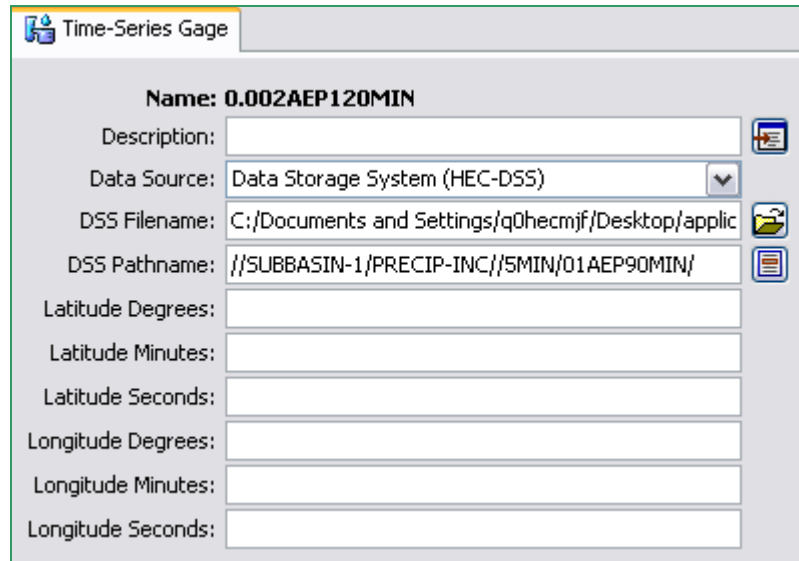 Time-Series Gage
Name: 0.002AEP120MIN
Description:
Data Source: Data Storage System (HEC-DSS)
DSS Filename: C:/Documents and Settings/q0hecmjf/Desktop/applic
DSS Pathname: //SUBBASIN-1/PRECIP-INC//5MIN/01AEP90MIN/
Latitude Degrees:
Latitude Minutes:
Latitude Seconds:
Longitude Degrees:
Longitude Minutes:
Longitude Seconds: